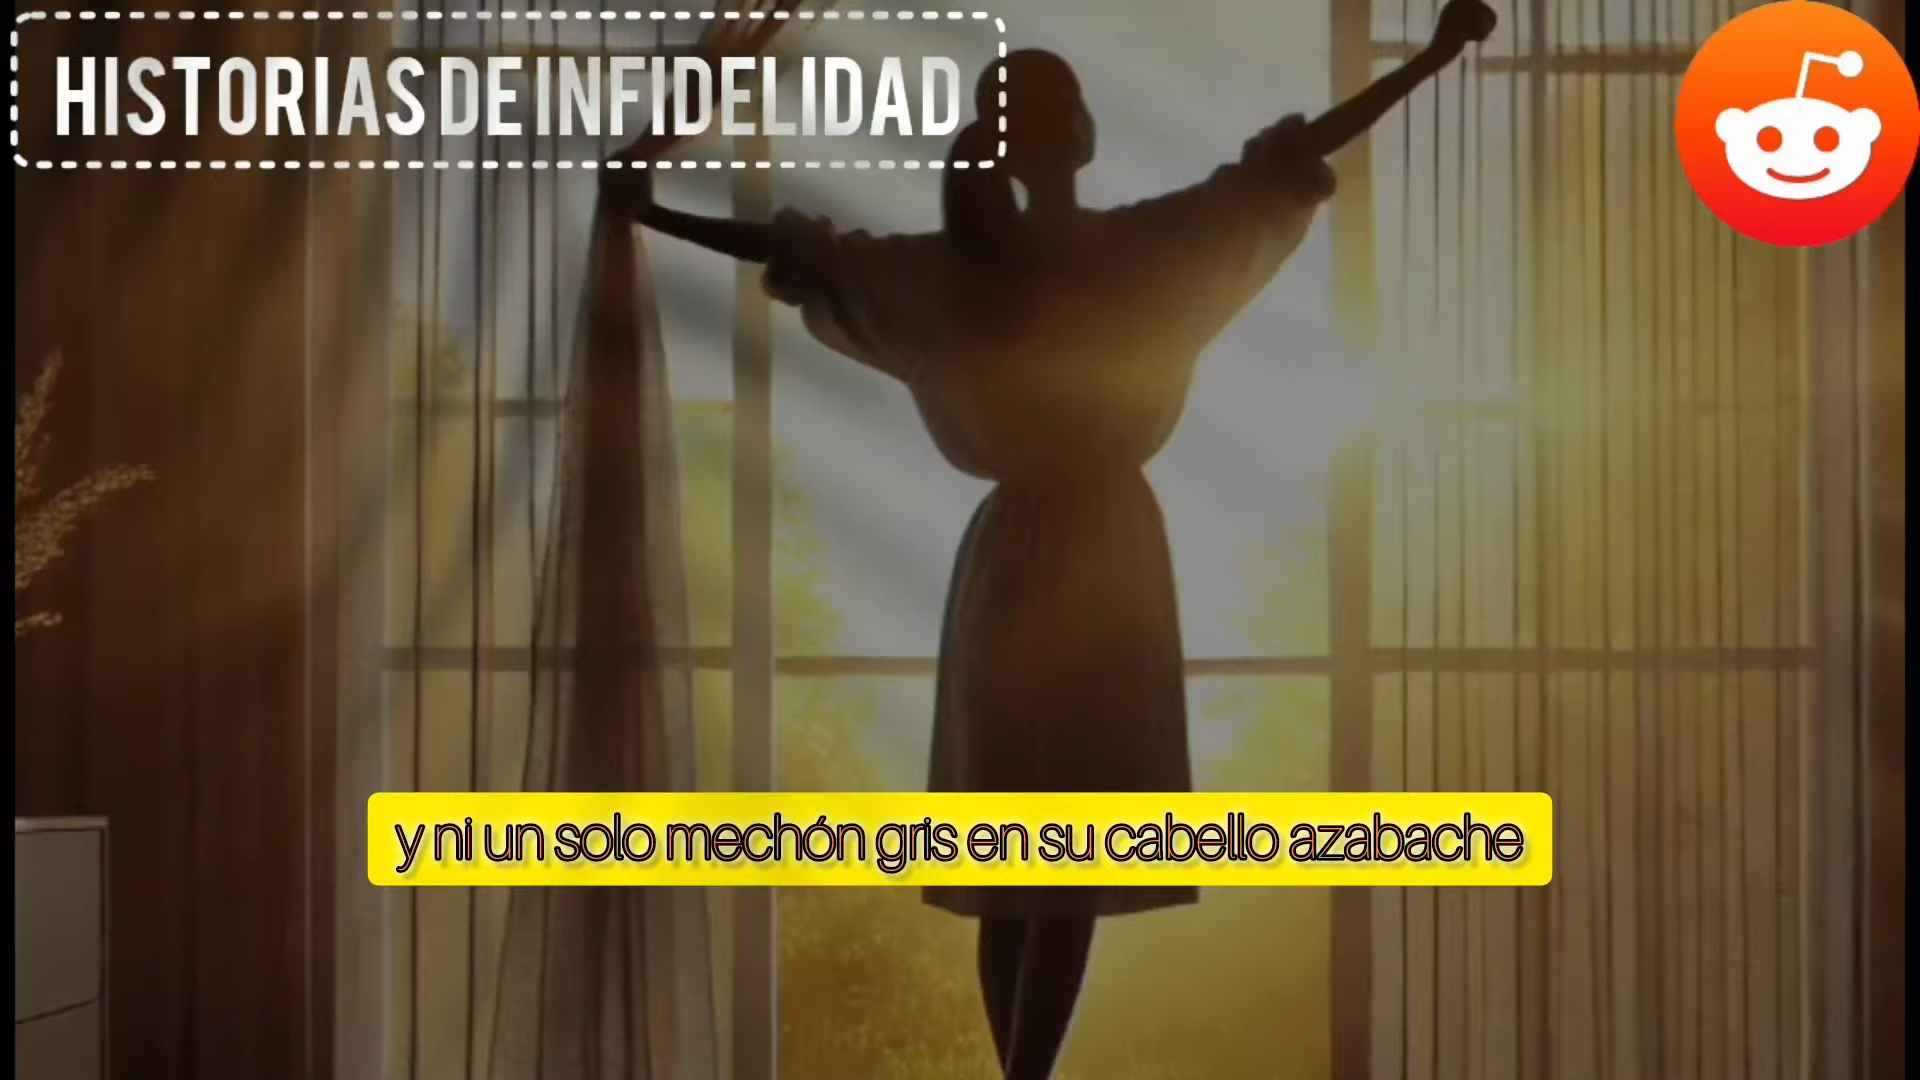 HISTORIAS DE INFIDELIDAD
y ni un solo mechón gris en su cabello azabache